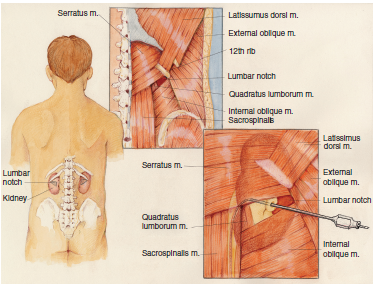 Serratus m.
Latissumus dorsi m.
External oblique m.
12th rib
Lumbar notch
Quadratus lumborum m.
Internal oblique m.
Sacrospinalis
Lumbar
notch
Kidney
Serratus m.
Quadratus
lumborum m.
Sacrospinalis m.
Latissimus
dorsi m.
External
oblique m.
Lumbar notch
Internal
oblique m.